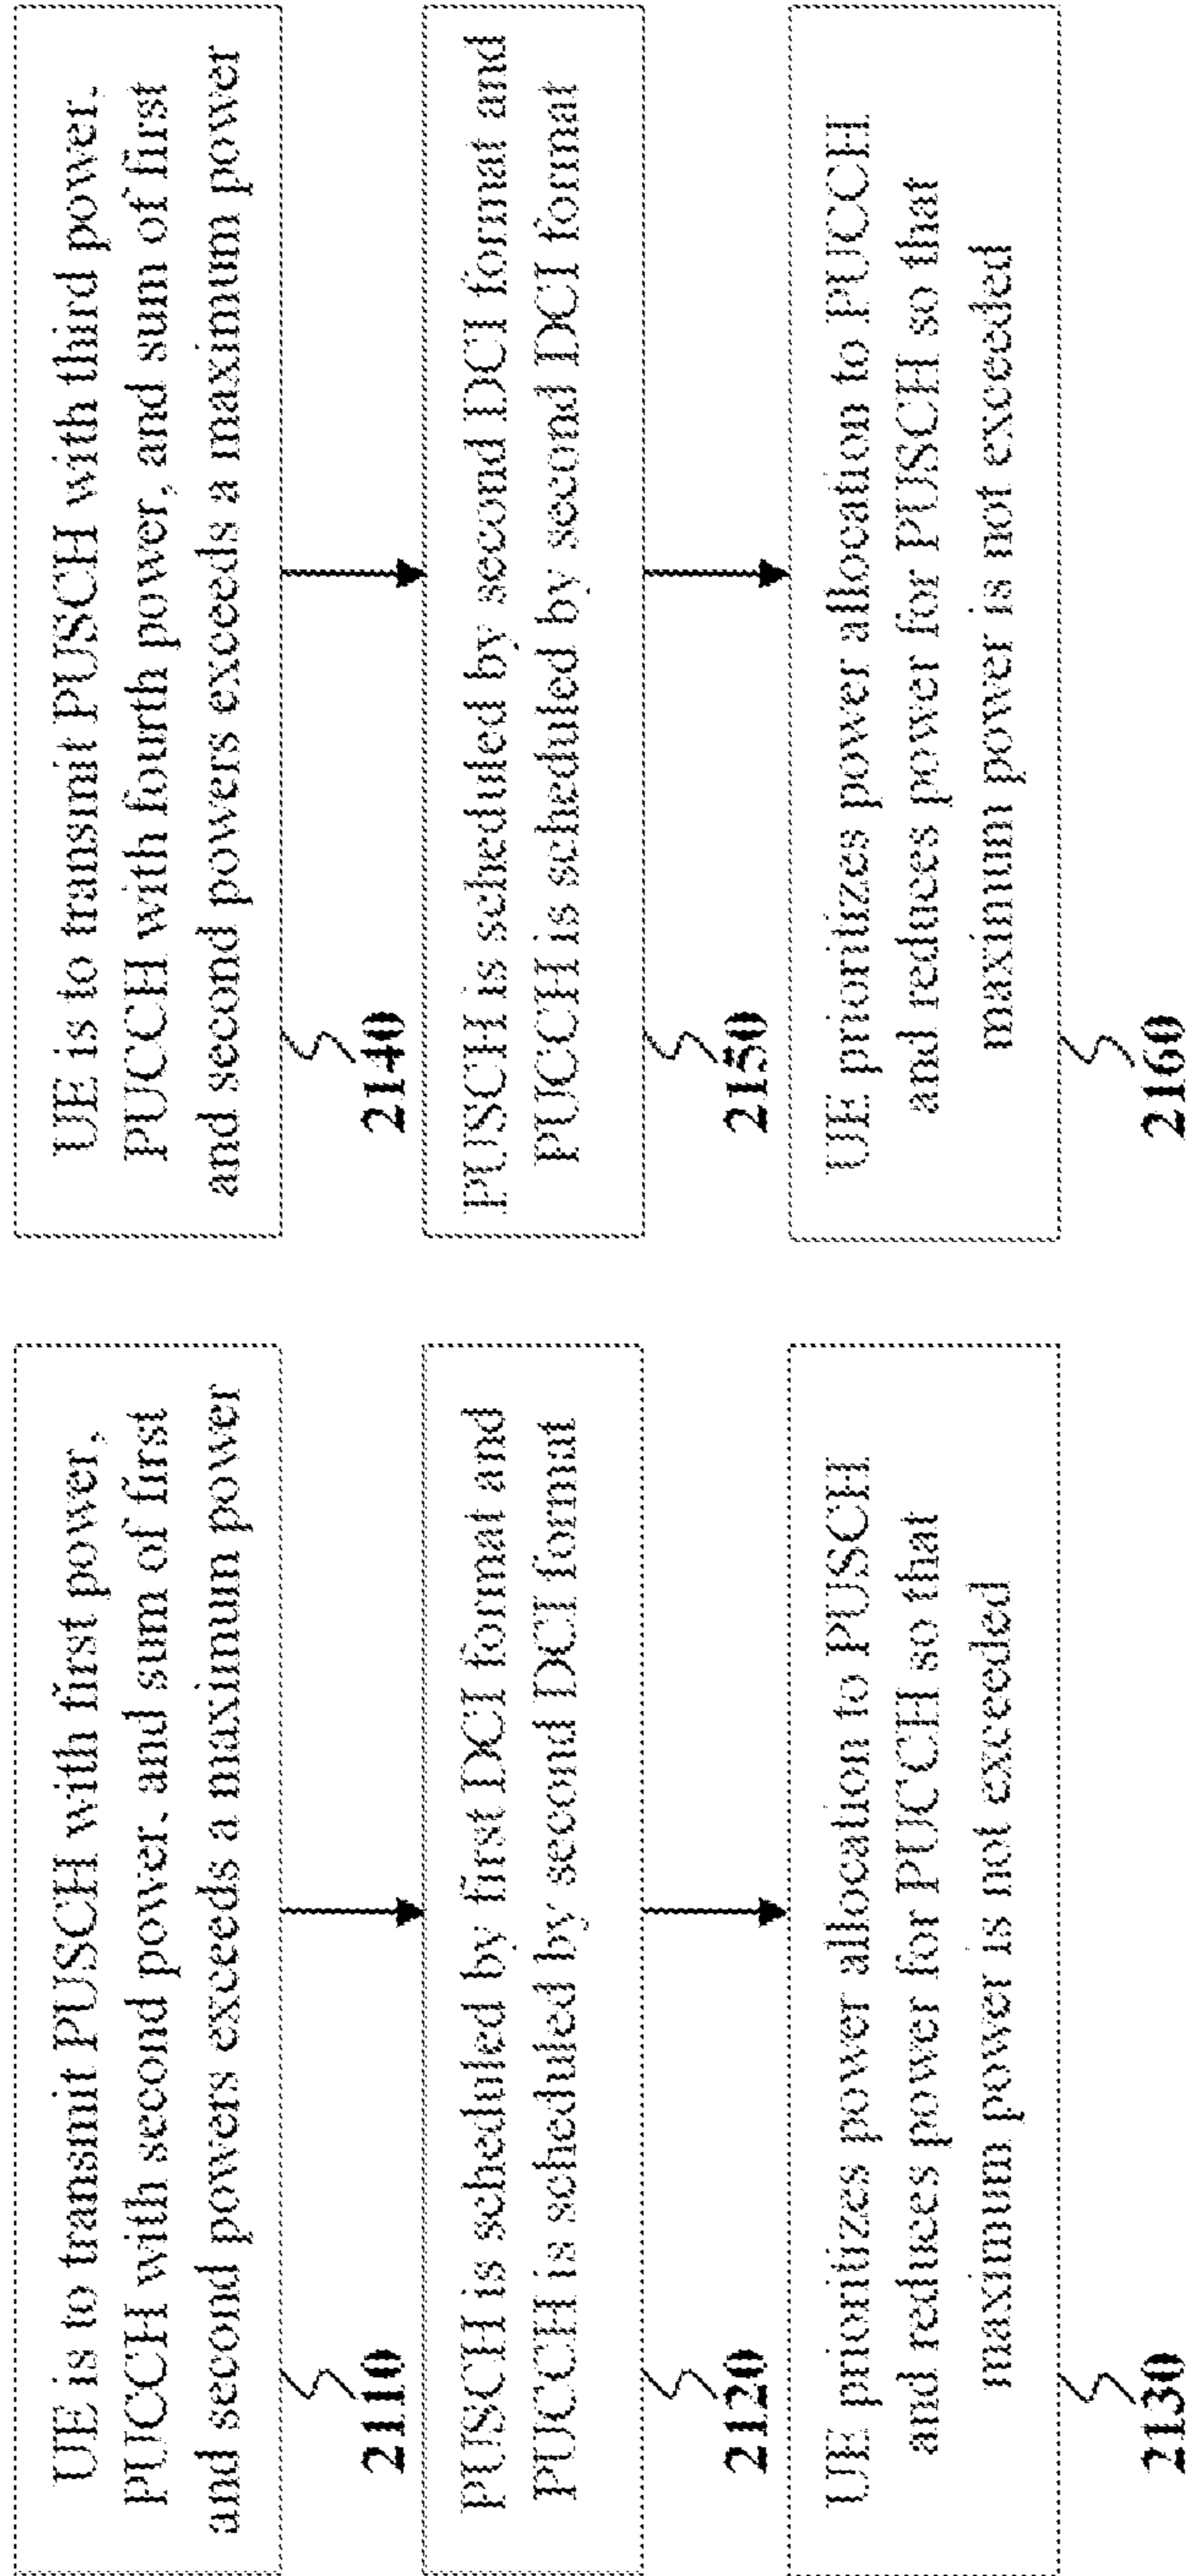 UE is to transmit PUSCH with first power,
PUCCH with second power, and sum of first
and second powers exceeds a maximum power
2110
PUSCH is scheduled by first DCI format and
PUCCH is scheduled by second DCI format
2120
UE prioritizes power allocation to PUSCH
and reduces power for PUCCH so that
maximum power is not exceeded
2130
UE is to transmit PUSCH with third power,
PUCCH with fourth power, and sum of first
and second powers exceeds a maximum power
2140
PUSCH is scheduled by second DCI format and
PUCCH is scheduled by second DCI format
2150
UE prioritizes power allocation to PUCCH
and reduces power for PUSCH so that
maximum power is not exceeded
2160